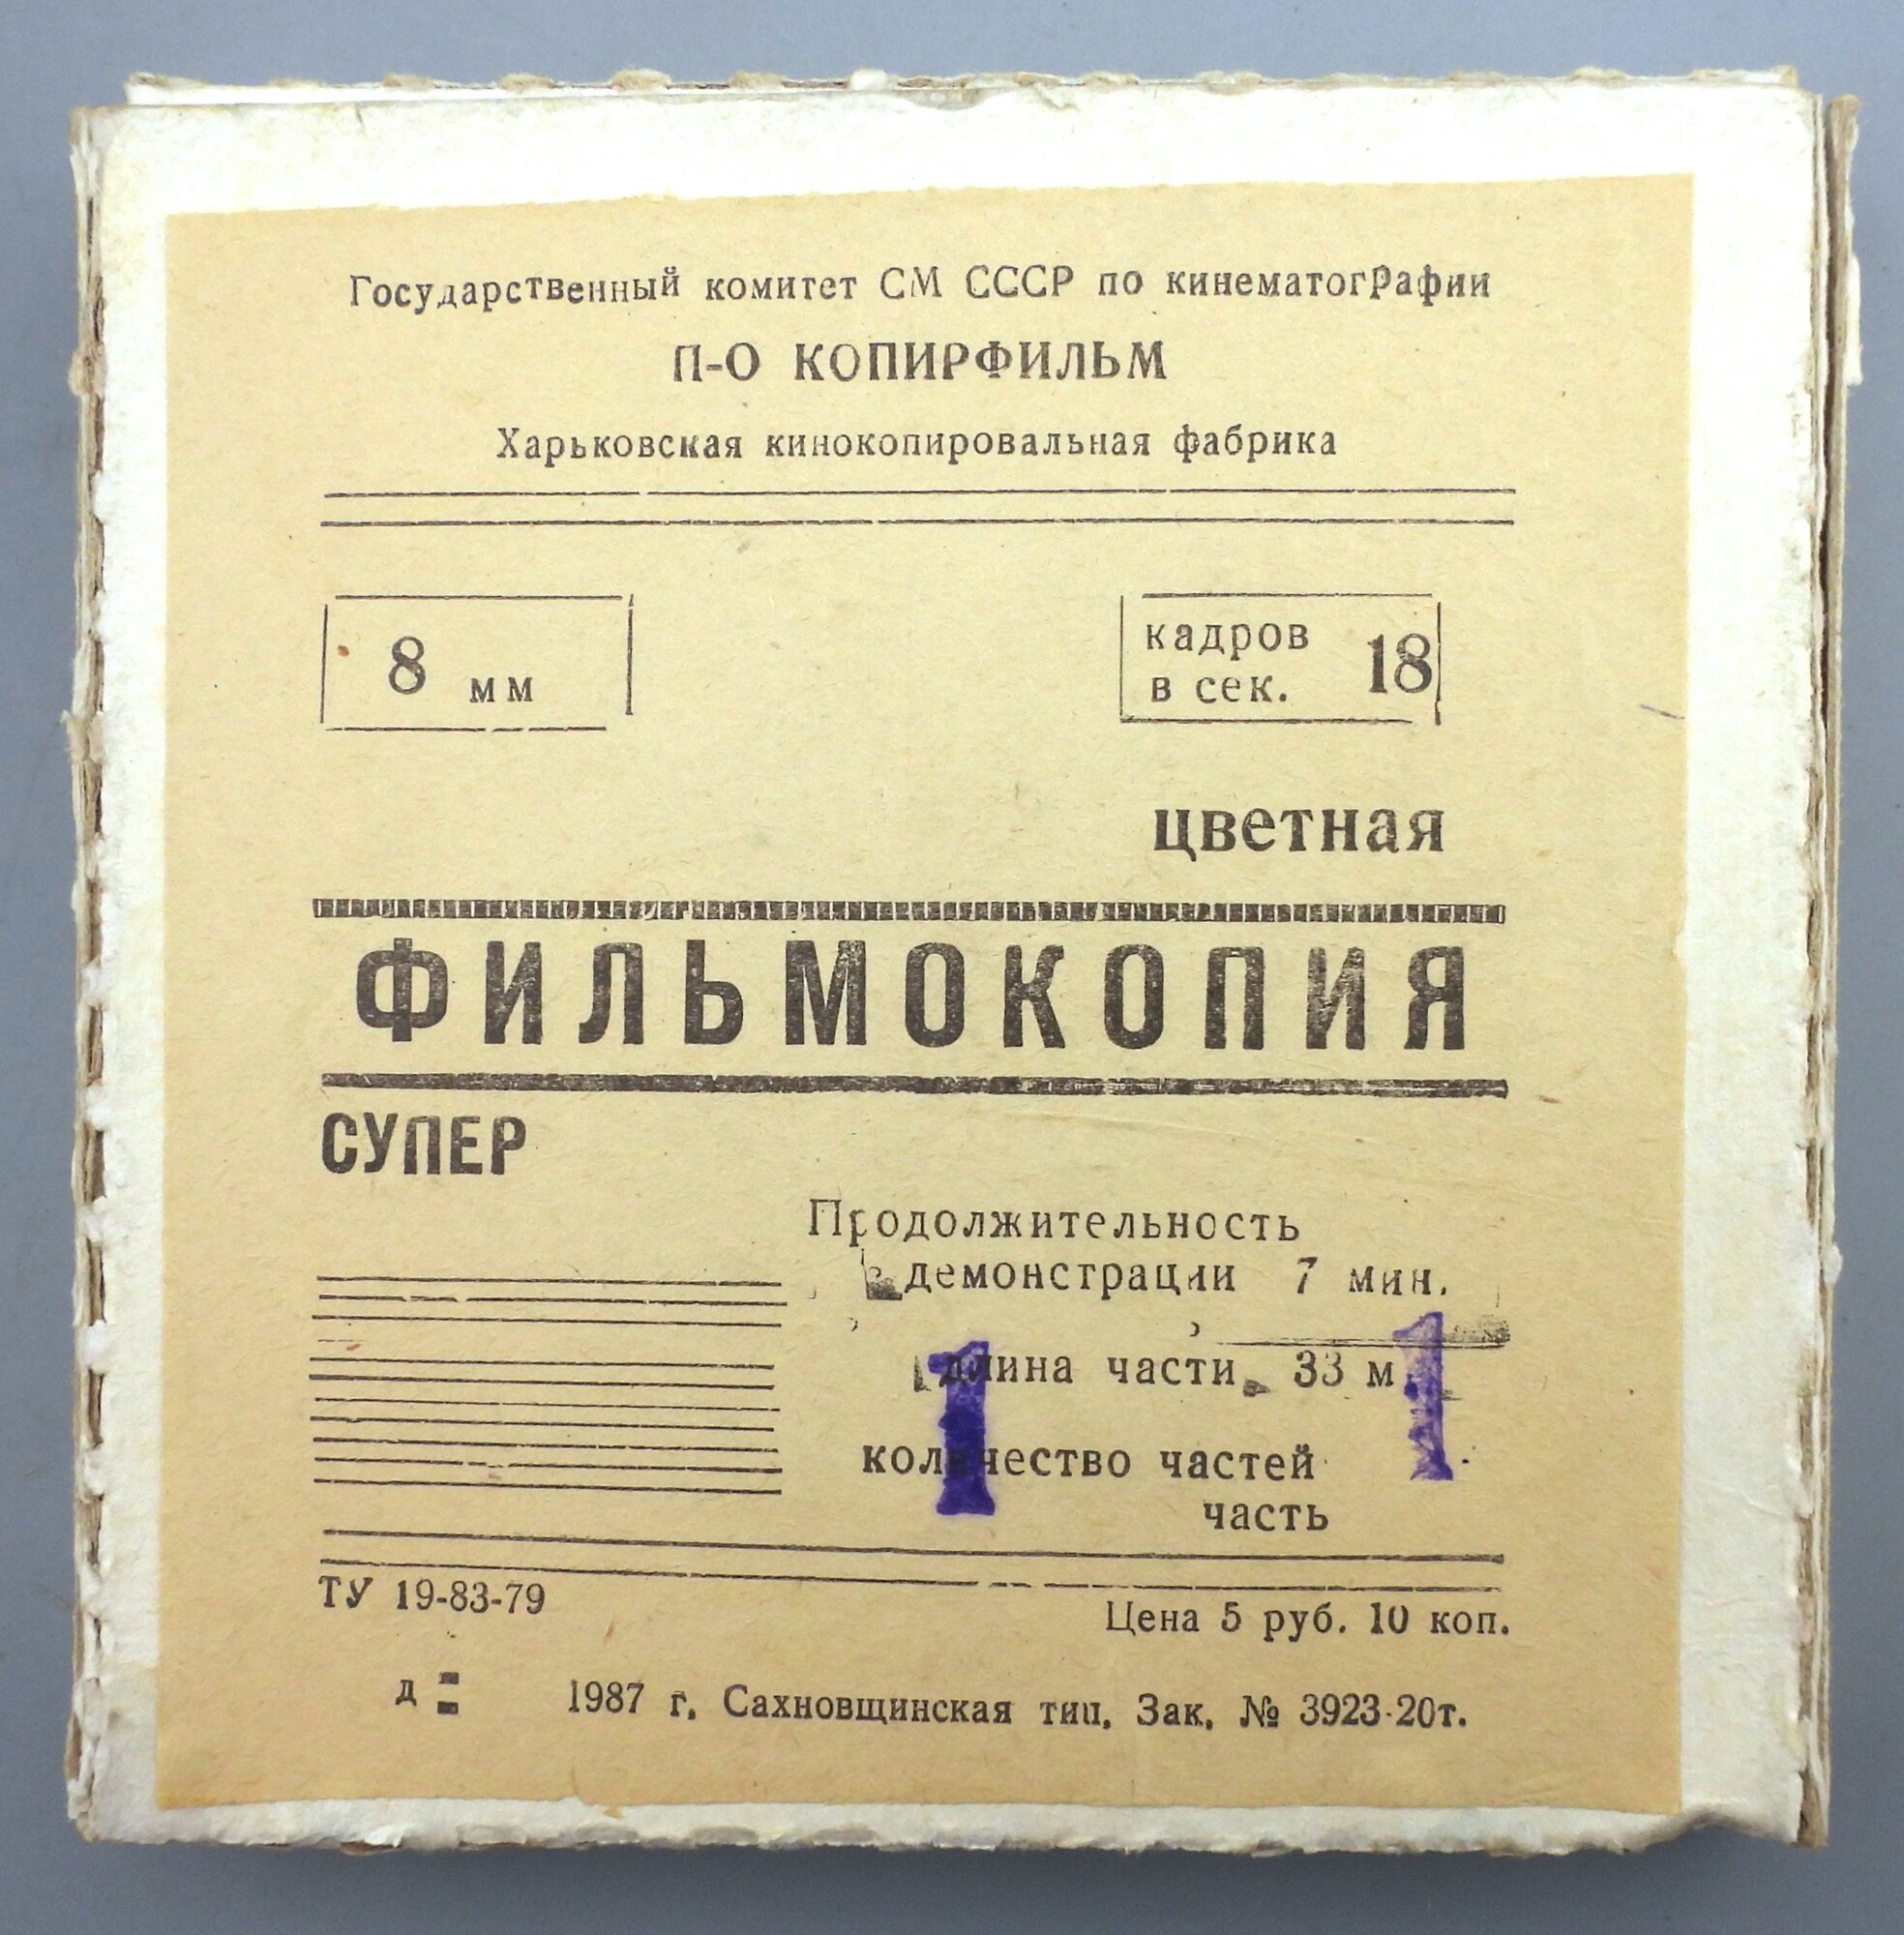 Государственный комитет СМ СССР по кинематографии
П-О КОПИРФИЛЬМ
Харьковская кинокопировальная фабрика
8 мм
кадров в сек. 18
цветная
ФИЛЬМОКОПИЯ
СУПЕР
Продолжительность
демонстрации 7 мин.
длина части 33 м
1 1
количество частей
часть
ТУ 19-83-79
Цена 5 руб. 10 коп.
д 1987 г. Сахновщинская тип. Зак. № 3923-20т.